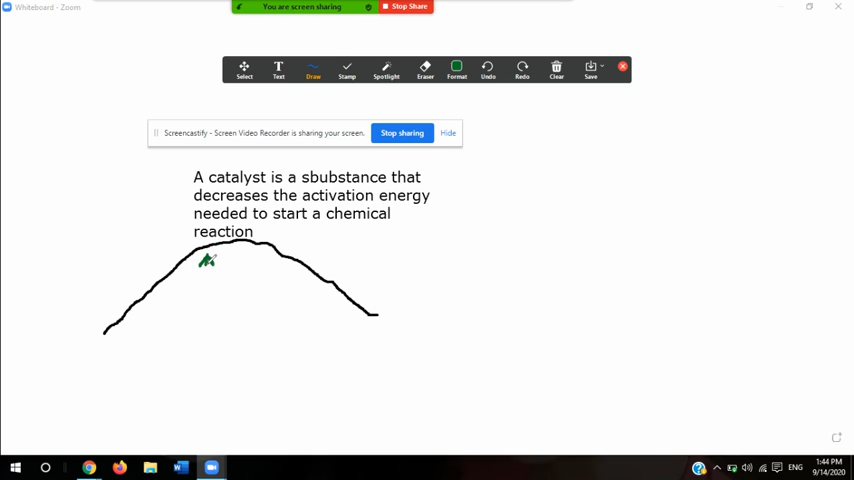 Whiteboard - Zoom
You are screen sharing
Stop Share
Select
Text
Draw
Stamp
Spotlight
Eraser
Format
Undo
Redo
Clear
Save
Screencastify - Screen Video Recorder is sharing your screen.
Stop sharing
Hide
A catalyst is a sbubstance that
decreases the activation energy
needed to start a chemical
reaction
ENG
1:44 PM
9/14/2020